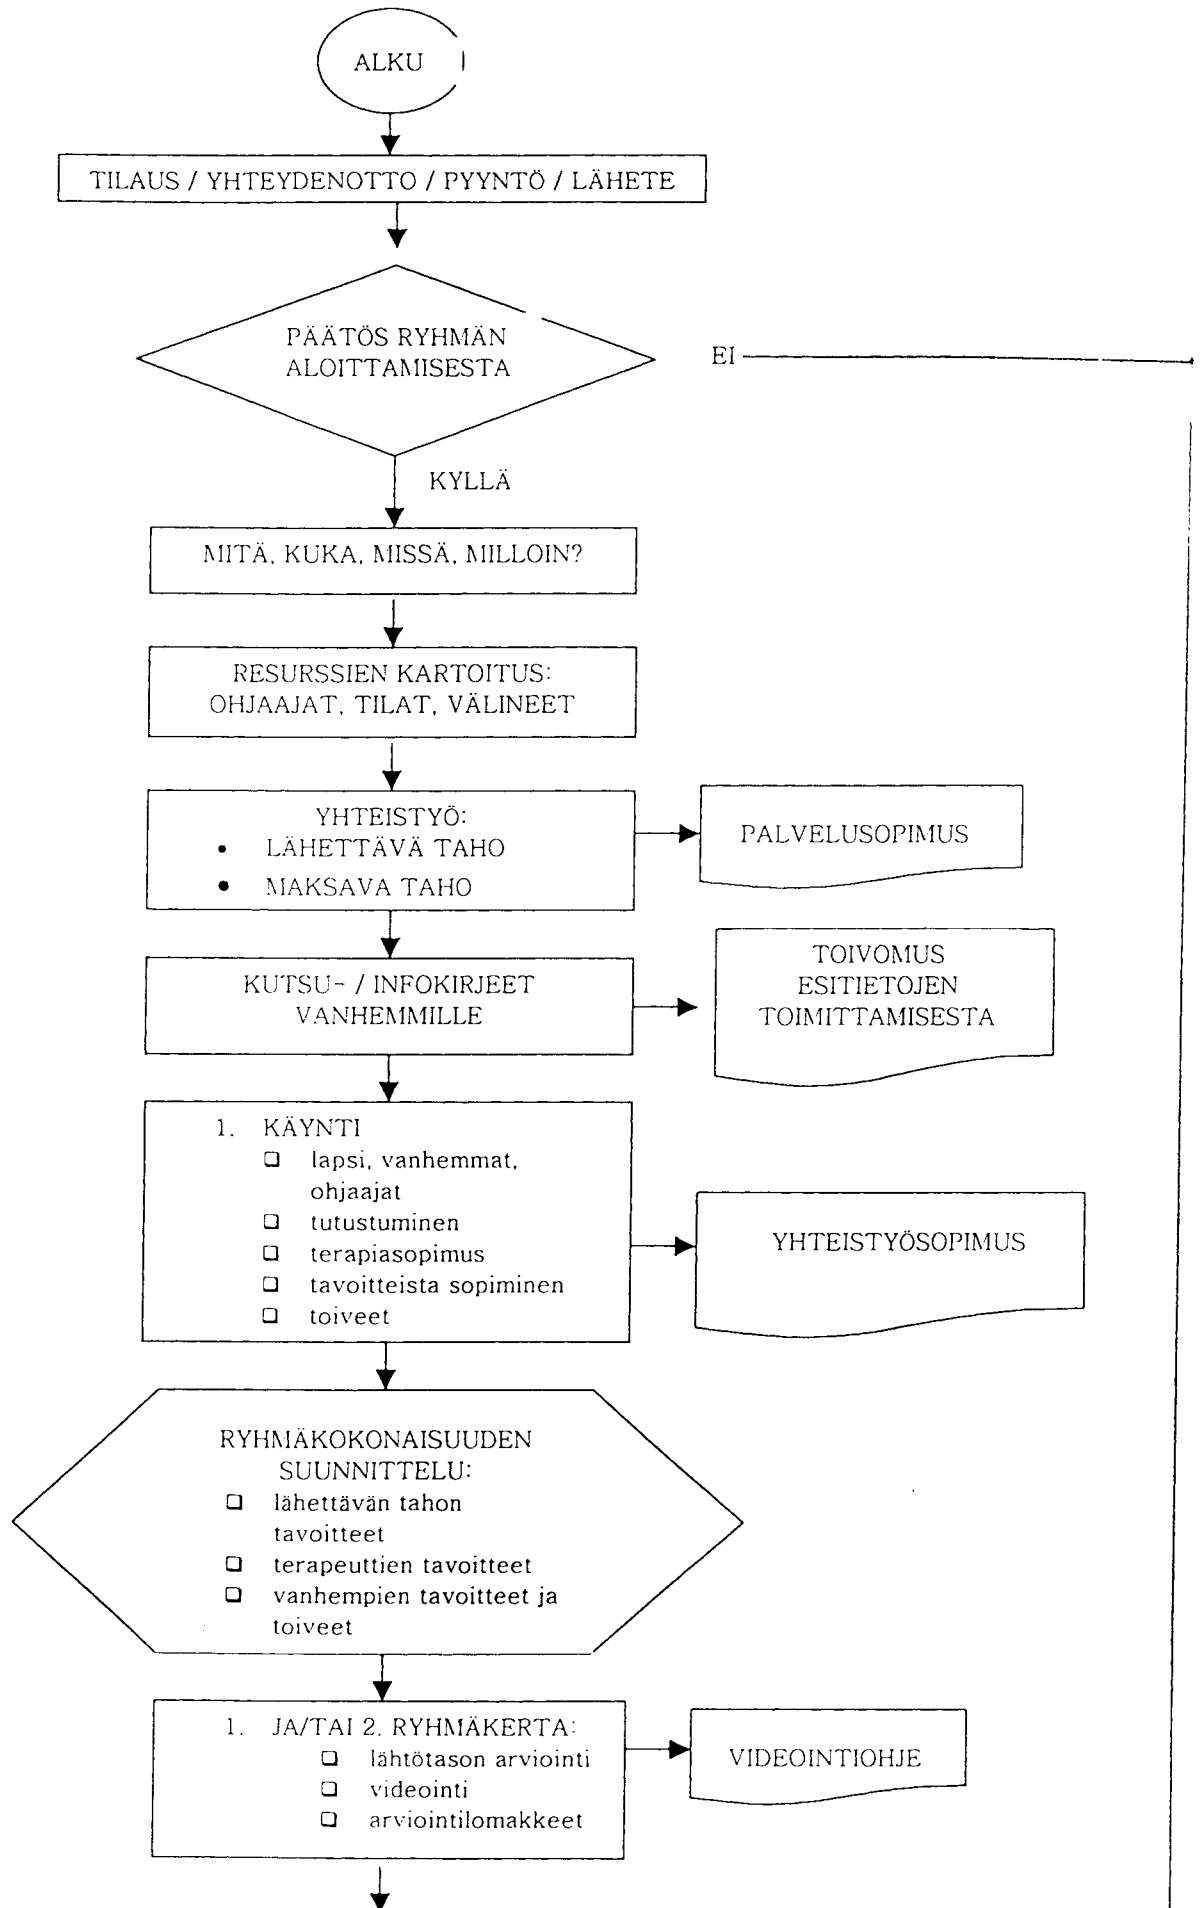 ALKU
TILAUS / YHTEYDENOTTO / PYYNTÖ / LÄHETE
PÄÄTÖS RYHMÄN
ALOITTAMISESTA
EI
KYLLÄ
MITÄ, KUKA, MISSÄ, MILLOIN?
RESURSSIEN KARTOITUS:
OHJAAJAT, TILAT, VÄLINEET
YHTEISTYÖ:
• LÄHETTÄVÄ TAHO
• MAKSAVA TAHO
PALVELUSOPIMUS
KUTSU- / INFOKIRJEET
VANHEMMILLE
TOIVOMUS
ESITIETOJEN
TOIMITTAMISESTA
1. KÄYNTI
❑ lapsi, vanhemmat,
ohjaajat
❑ tutustuminen
❑ terapiasopimus
❑ tavoitteista sopiminen
❑ toiveet
YHTEISTYÖSOPIMUS
RYHMÄKOKONAISUUDEN
SUUNNITTELU:
❑ lähettävän tahon
tavoitteet
❑ terapeuttien tavoitteet
❑ vanhempien tavoitteet ja
toiveet
1. JA/TAI 2. RYHMÄKERTA:
❑ lähtötason arviointi
❑ videointi
❑ arviointilomakkeet
VIDEOINTIOHJE